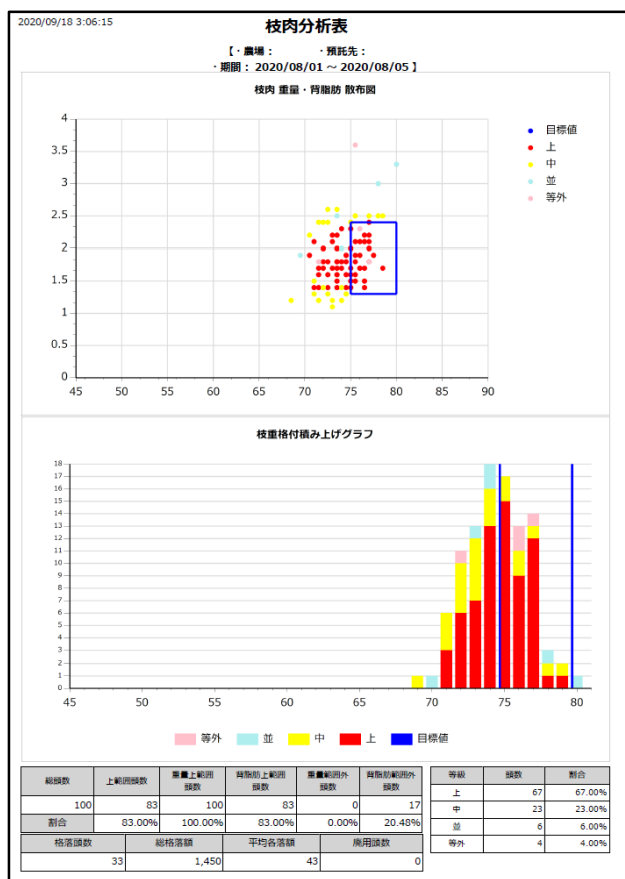 2020/09/18 3:06:15
枝肉分析表
【・農場： ・預託先：
・期間： 2020/08/01 ～ 2020/08/05 】
枝肉 重量・背脂肪 散布図
4
3.5
3
2.5
2
1.5
1
0.5
0
45 50 55 60 65 70 75 80 85 90
目標値
上
中
並
等外
枝重格付積み上げグラフ
18
17
16
15
14
13
12
11
10
9
8
7
6
5
4
3
2
1
0
45 50 55 60 65 70 75 80
等外 並 中 上 目標値
総頭数 上範囲頭数 重量上範囲頭数 背脂肪上範囲頭数 重量範囲外頭数 背脂肪範囲外頭数
100 83 100 83 0 17
割合 83.00% 100.00% 83.00% 0.00% 20.48%
格落頭数 総格落額 平均各落額 廃用頭数
33 1,450 43 0
等級 頭数 割合
上 67 67.00%
中 23 23.00%
並 6 6.00%
等外 4 4.00%